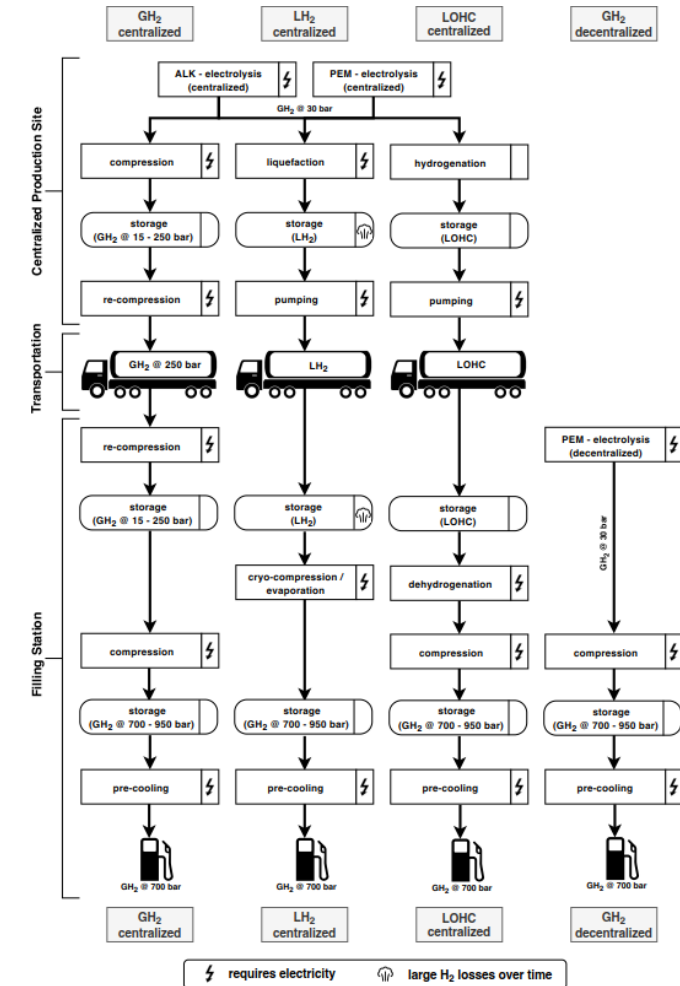 GH₂
centralized
LH₂
centralized
LOHC
centralized
GH₂
decentralized
Centralized Production Site
ALK - electrolysis
(centralized)
PEM - electrolysis
(centralized)
GH₂ @ 30 bar
compression
liquefaction
hydrogenation
storage
(GH₂ @ 15 - 250 bar)
storage
(LH₂)
storage
(LOHC)
re-compression
pumping
pumping
Transportation
GH₂ @ 250 bar
LH₂
LOHC
Filling Station
re-compression
PEM - electrolysis
(decentralized)
storage
(GH₂ @ 15 - 250 bar)
storage
(LH₂)
storage
(LOHC)
GH₂ @ 30 bar
cryo-compression /
evaporation
dehydrogenation
compression
compression
compression
storage
(GH₂ @ 700 - 950 bar)
storage
(GH₂ @ 700 - 950 bar)
storage
(GH₂ @ 700 - 950 bar)
storage
(GH₂ @ 700 - 950 bar)
pre-cooling
pre-cooling
pre-cooling
pre-cooling
GH₂ @ 700 bar
GH₂ @ 700 bar
GH₂ @ 700 bar
GH₂ @ 700 bar
GH₂
centralized
LH₂
centralized
LOHC
centralized
GH₂
decentralized
requires electricity
large H₂ losses over time